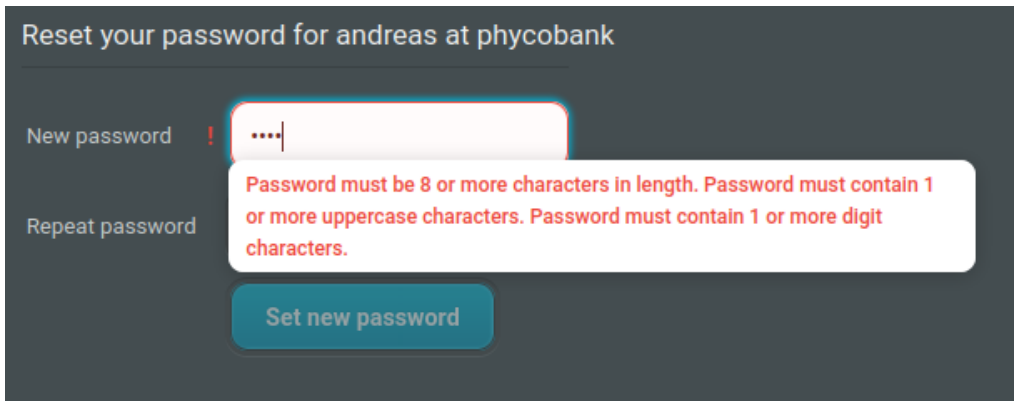 Reset your password for andreas at phycobank
New password ! ····
Password must be 8 or more characters in length. Password must contain 1
or more uppercase characters. Password must contain 1 or more digit
characters.
Repeat password
Set new password